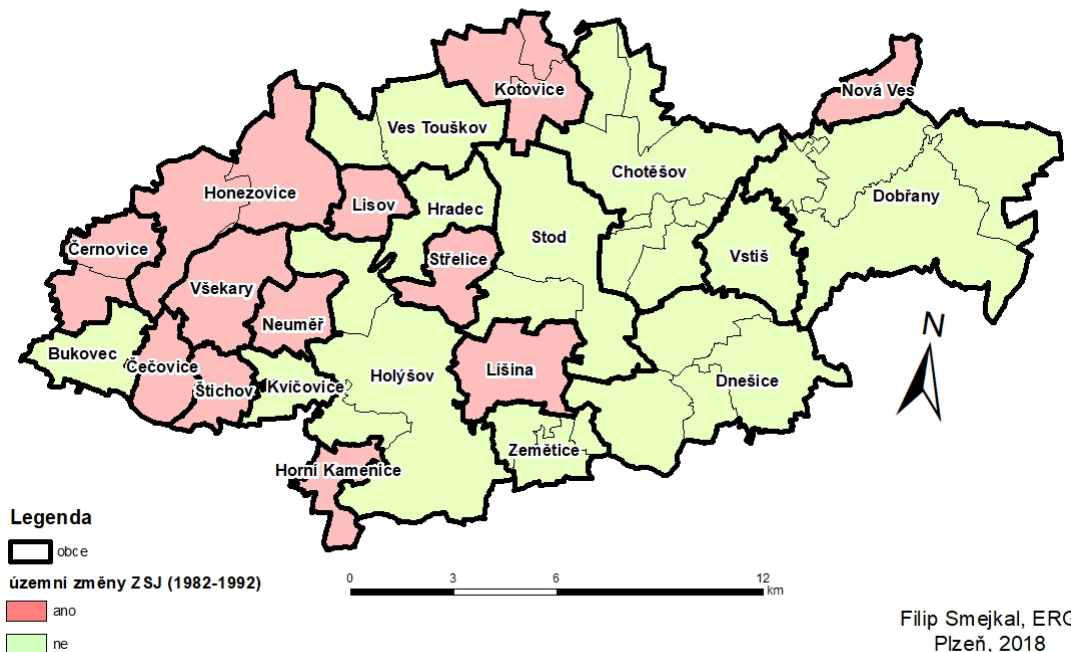 Kotovice
Nová Ves
Ves Touškov
Chotěšov
Honezovice
Lisov
Hradec
Dobřany
Stod
Černovice
Střelice
Vstiš
Všekary
Neuměř
Bukovec
Čečovice
Štichov
Kvíčovice
Holýšov
Líšina
Dnešice
Zemětice
Horní Kamenice
N
Legenda
obce
územní změny ZSJ (1982-1992)
ano
ne
0 3 6 12
km
Filip Smejkal, ERG
Plzeň, 2018